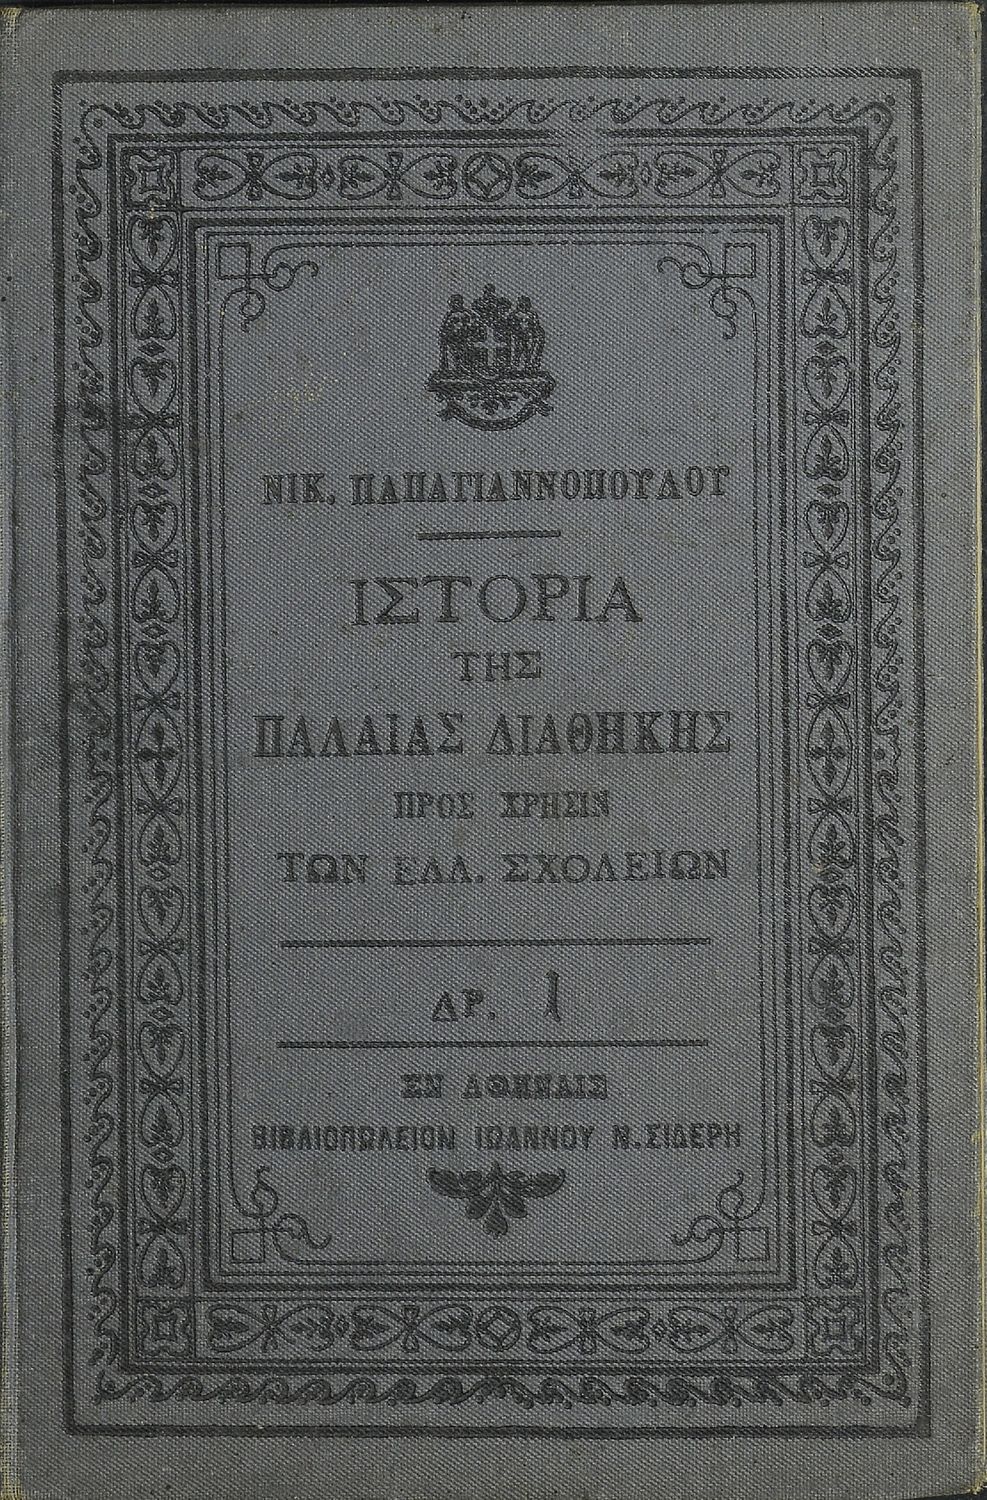 ΝΙΚ. ΠΑΠΑΓΙΑΝΝΟΠΟΥΛΟΥ
ΙΣΤΟΡΙΑ
ΤΗΣ
ΠΑΛΑΙΑΣ ΔΙΑΘΗΚΗΣ
ΠΡΟΣ ΧΡΗΣΙΝ
ΤΩΝ ΕΛΛ. ΣΧΟΛΕΙΩΝ
ΔΡ. 1
ΕΝ ΑΘΗΝΑΙΣ
ΒΙΒΛΙΟΠΩΛΕΙΟΝ ΙΩΑΝΝΟΥ Ν. ΣΙΔΕΡΗ